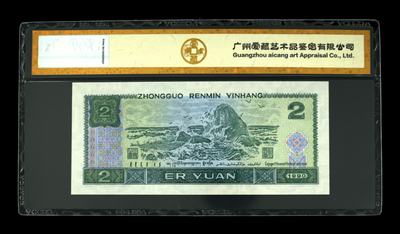 广州爱藏艺术品鉴定有限公司
Guangzhou aicang art Appraisal Co., Ltd.
ZHONGGUO RENMIN YINHANG
2
2
2
ER YUAN
1990